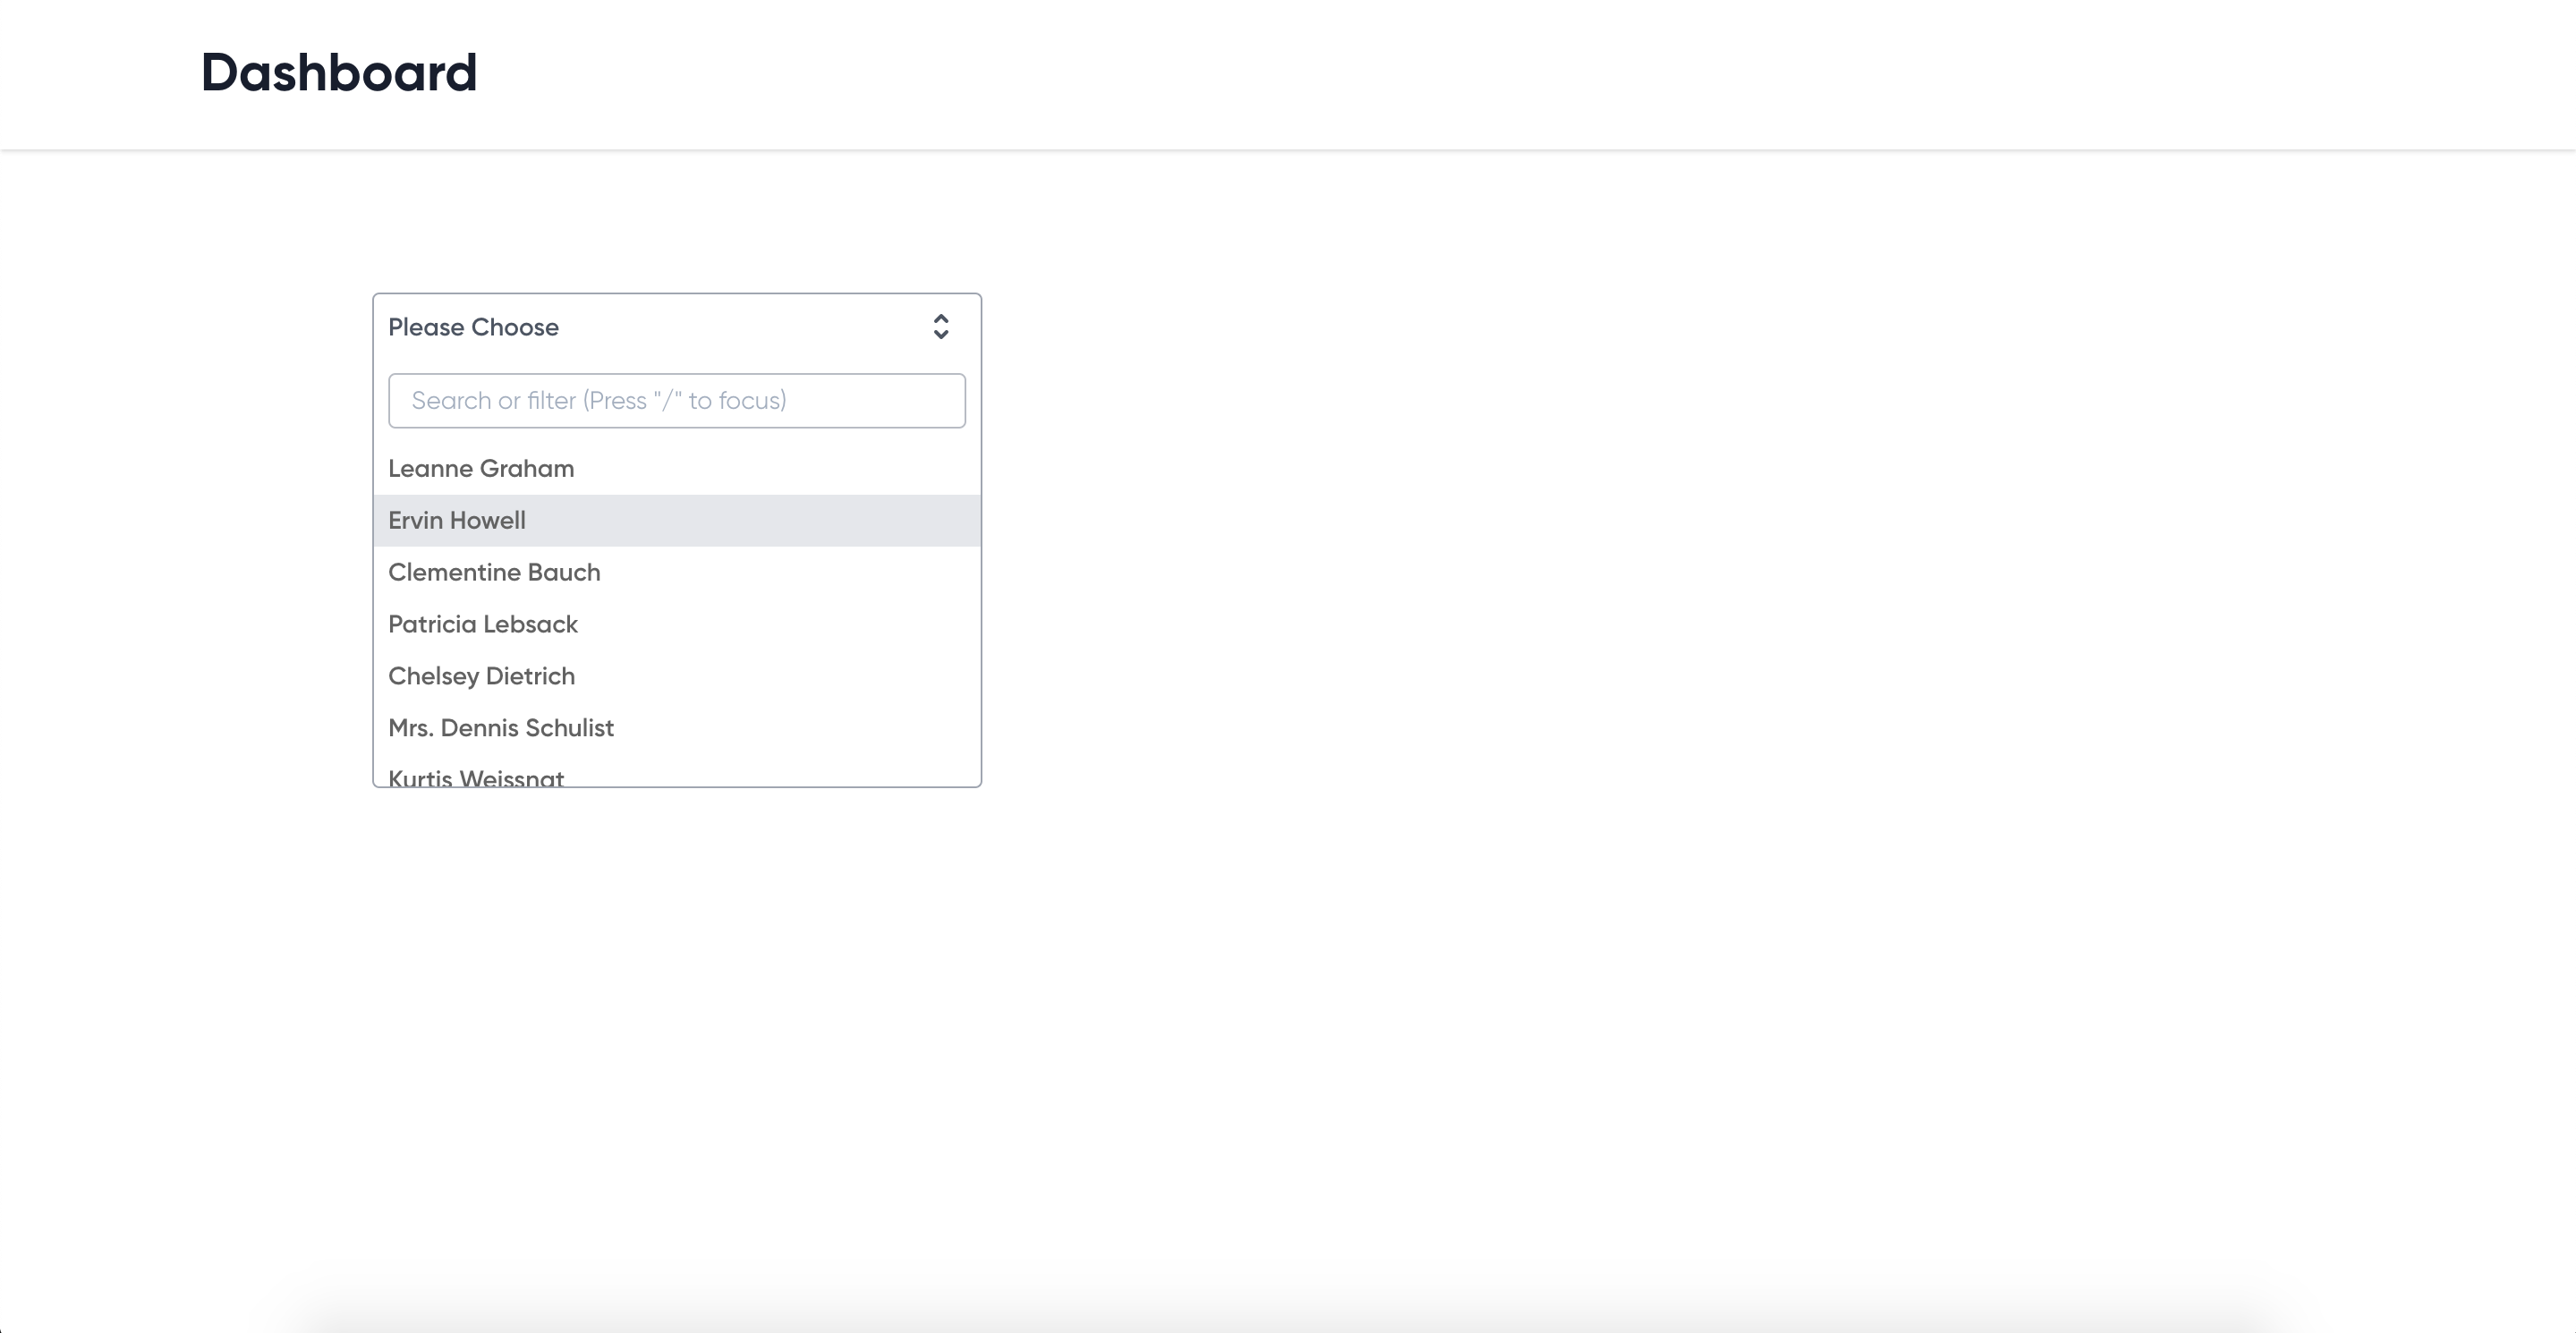 Dashboard
Please Choose
Search or filter (Press "/" to focus)
Leanne Graham
Ervin Howell
Clementine Bauch
Patricia Lebsack
Chelsey Dietrich
Mrs. Dennis Schulist
Kurtis Weissnat